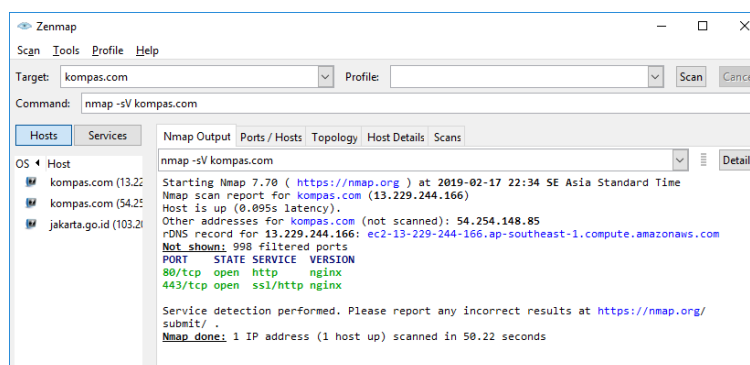 Zenmap
Scan Tools Profile Help
Target: kompas.com Profile: Scan
Command: nmap -sV kompas.com
Hosts Services
OS Host
kompas.com (13.22
kompas.com (54.25
jakarta.go.id (103.20
Nmap Output Ports / Hosts Topology Host Details Scans
nmap -sV kompas.com Detail
Starting Nmap 7.70 ( https://nmap.org ) at 2019-02-17 22:34 SE Asia Standard Time
Nmap scan report for kompas.com (13.229.244.166)
Host is up (0.095s latency).
Other addresses for kompas.com (not scanned): 54.254.148.85
rDNS record for 13.229.244.166: ec2-13-229-244-166.ap-southeast-1.compute.amazonaws.com
Not shown: 998 filtered ports
PORT STATE SERVICE VERSION
80/tcp open http nginx
443/tcp open ssl/http nginx
Service detection performed. Please report any incorrect results at https://nmap.org/
submit/ .
Nmap done: 1 IP address (1 host up) scanned in 50.22 seconds